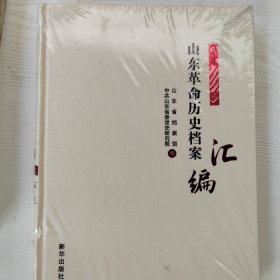 山东革命历史档案
汇编
山东省档案馆
中共山东省委党史研究院
编
新华出版社